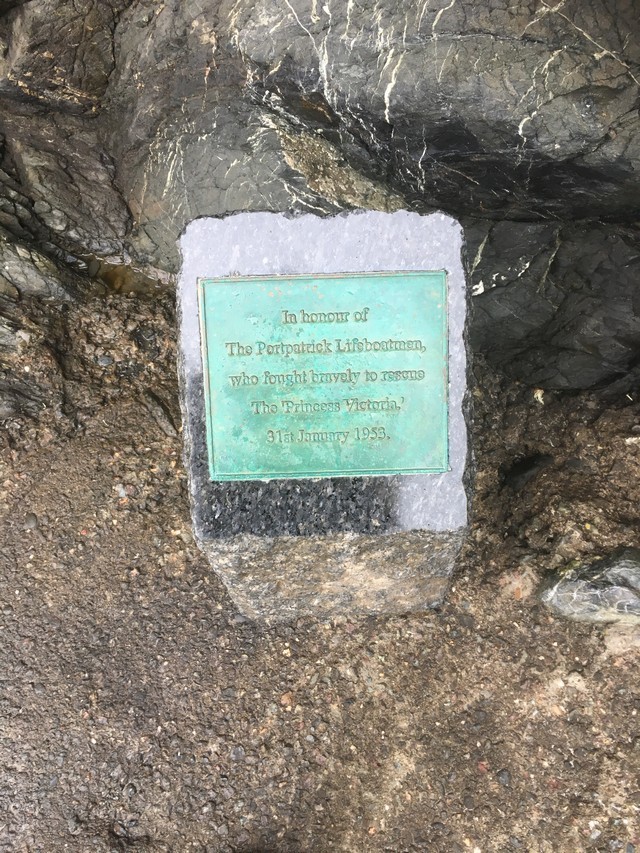 In honour of
The Portpatrick Lifeboatmen,
who fought bravely to rescue
The 'Princess Victoria,'
31st January 1953.